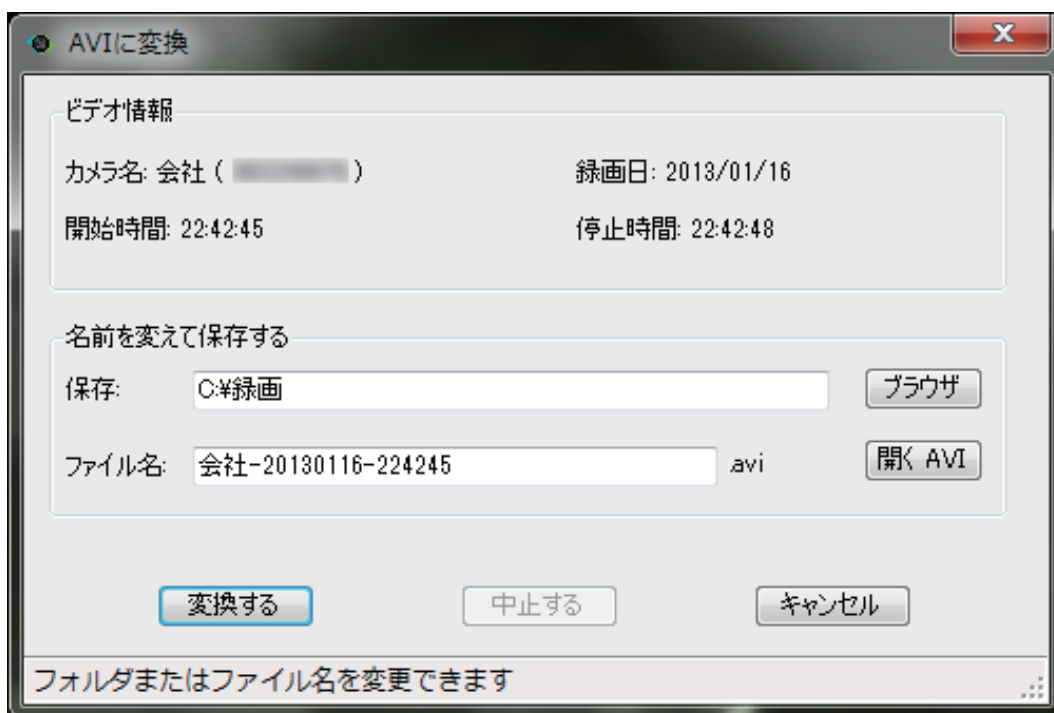 AVIに変換
ビデオ情報
カメラ名: 会社 ( ) 録画日: 2013/01/16
開始時間: 22:42:45 停止時間: 22:42:48
名前を変えて保存する
保存: C:¥録画 ブラウザ
ファイル名: 会社-20130116-224245 .avi 開く AVI
変換する 中止する キャンセル
フォルダまたはファイル名を変更できます